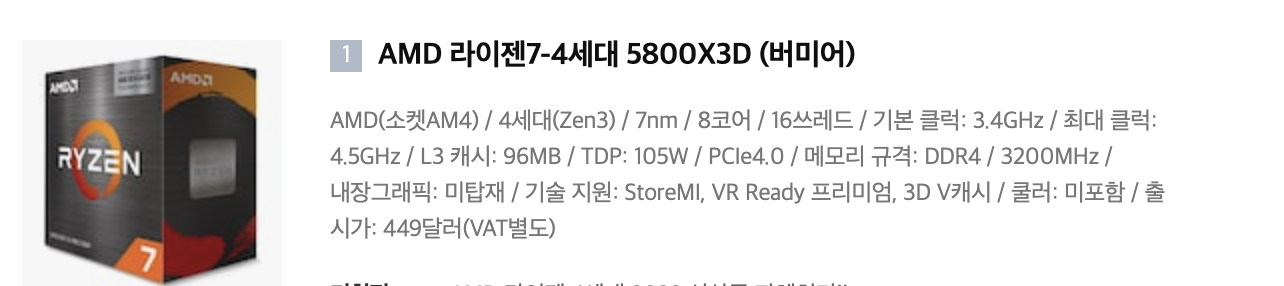 1 AMD 라이젠7-4세대 5800X3D (버미어)
AMD(소켓AM4) / 4세대(Zen3) / 7nm / 8코어 / 16쓰레드 / 기본 클럭: 3.4GHz / 최대 클럭:
4.5GHz / L3 캐시: 96MB / TDP: 105W / PCIe4.0 / 메모리 규격: DDR4 / 3200MHz /
내장그래픽: 미탑재 / 기술 지원: StoreMI, VR Ready 프리미엄, 3D V캐시 / 쿨러: 미포함 / 출
시가: 449달러(VAT별도)
AMD
AMD
RYZEN
7